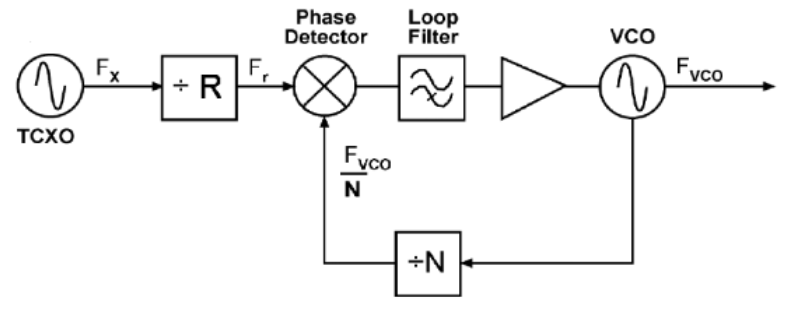 Phase
Detector
Loop
Filter
VCO
Fx
÷ R
Fr
FVCO
TCXO
FVCO
N
÷N